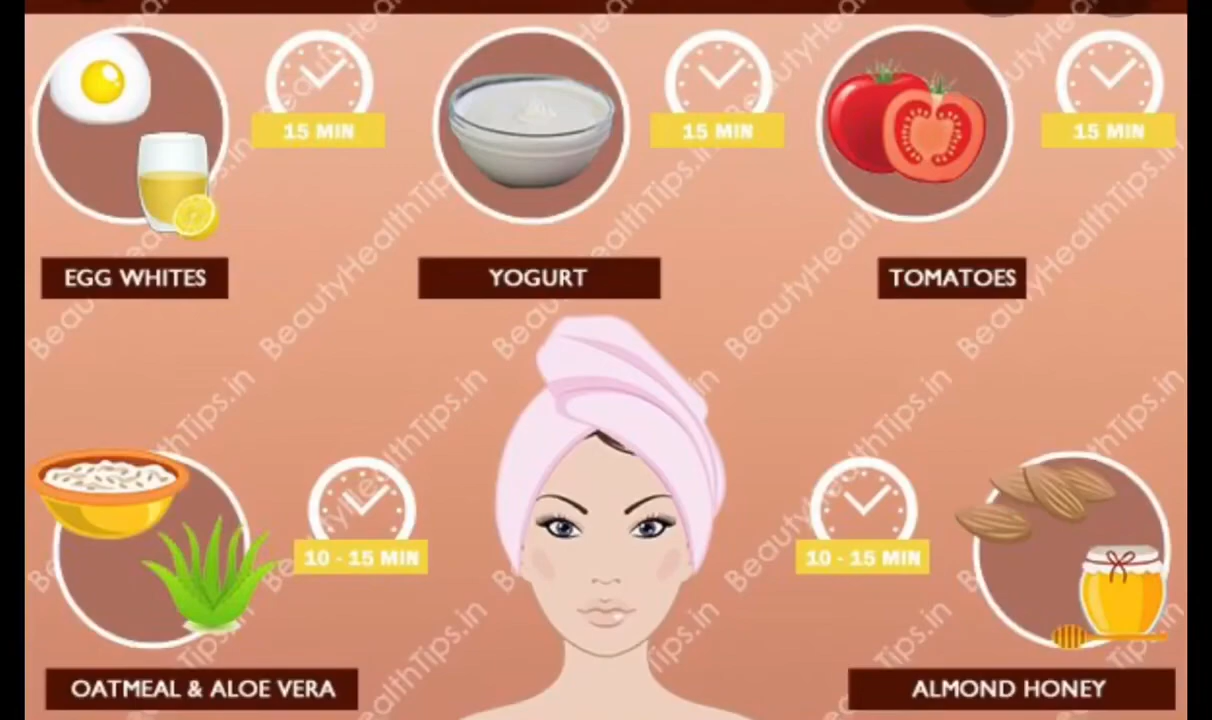 15 MIN
15 MIN
15 MIN
EGG WHITES
YOGURT
TOMATOES
10 - 15 MIN
10 - 15 MIN
OATMEAL & ALOE VERA
ALMOND HONEY
BeautyHealthTips.in